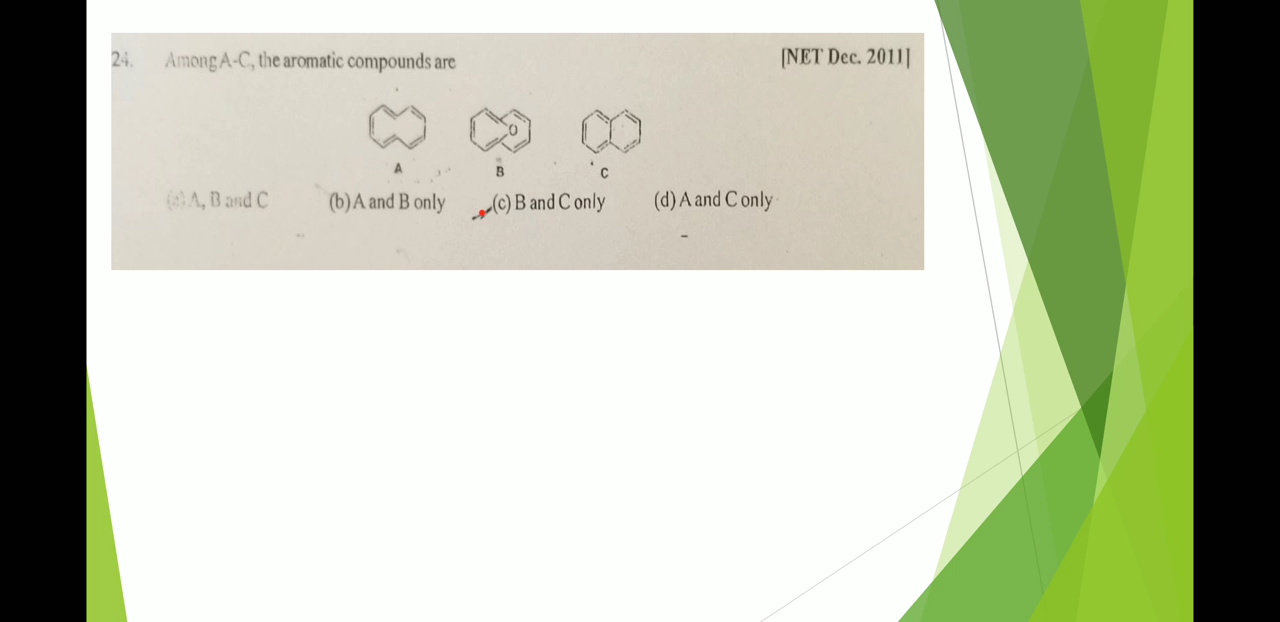 24. Among A-C, the aromatic compounds are [NET Dec. 2011]
O
A B C
(a) A, B and C (b) A and B only (c) B and C only (d) A and C only